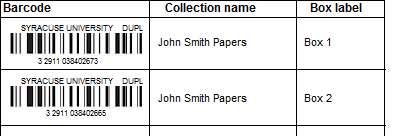 Barcode Collection name Box label
SYRACUSE UNIVERSITY DUPL
John Smith Papers Box 1
3 2911 038402673
SYRACUSE UNIVERSITY DUPL
John Smith Papers Box 2
3 2911 038402665